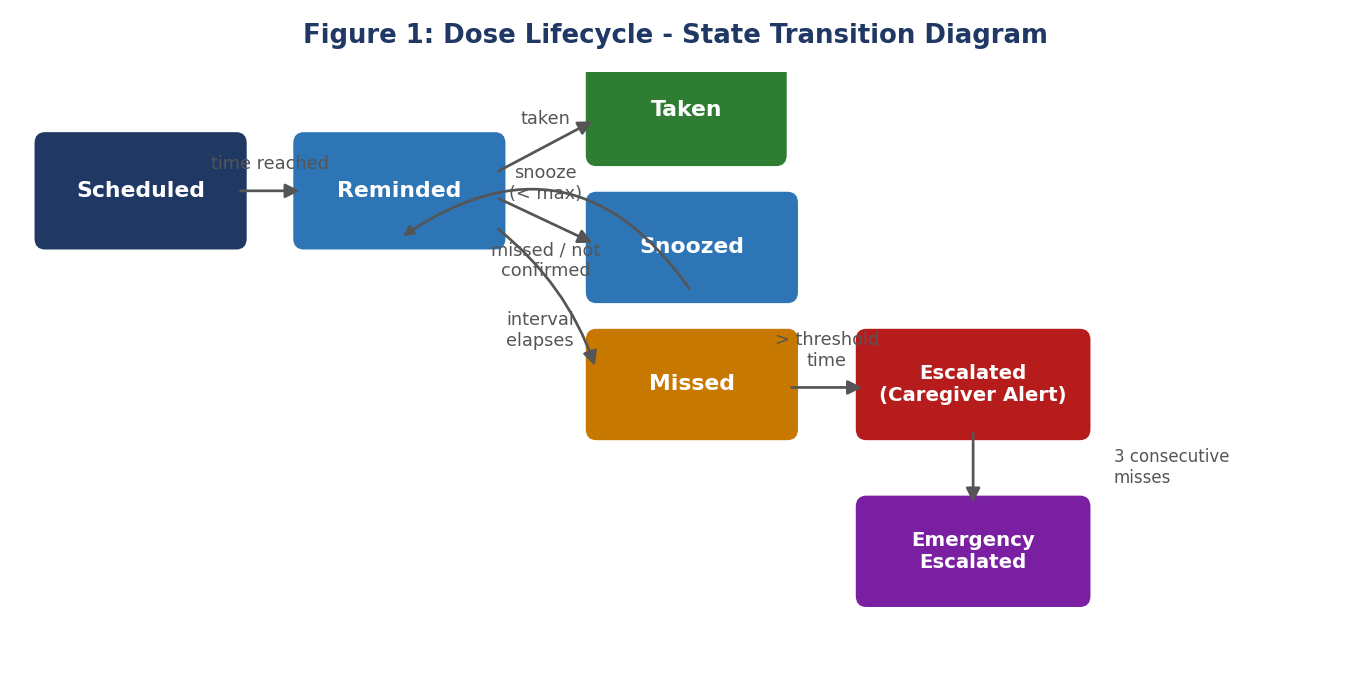 Figure 1: Dose Lifecycle - State Transition Diagram
Taken
taken
time reached
Scheduled
Reminded
snooze
(< max)
Snoozed
missed / not
confirmed
interval
elapses
Missed
> threshold
time
Escalated
(Caregiver Alert)
3 consecutive
misses
Emergency
Escalated